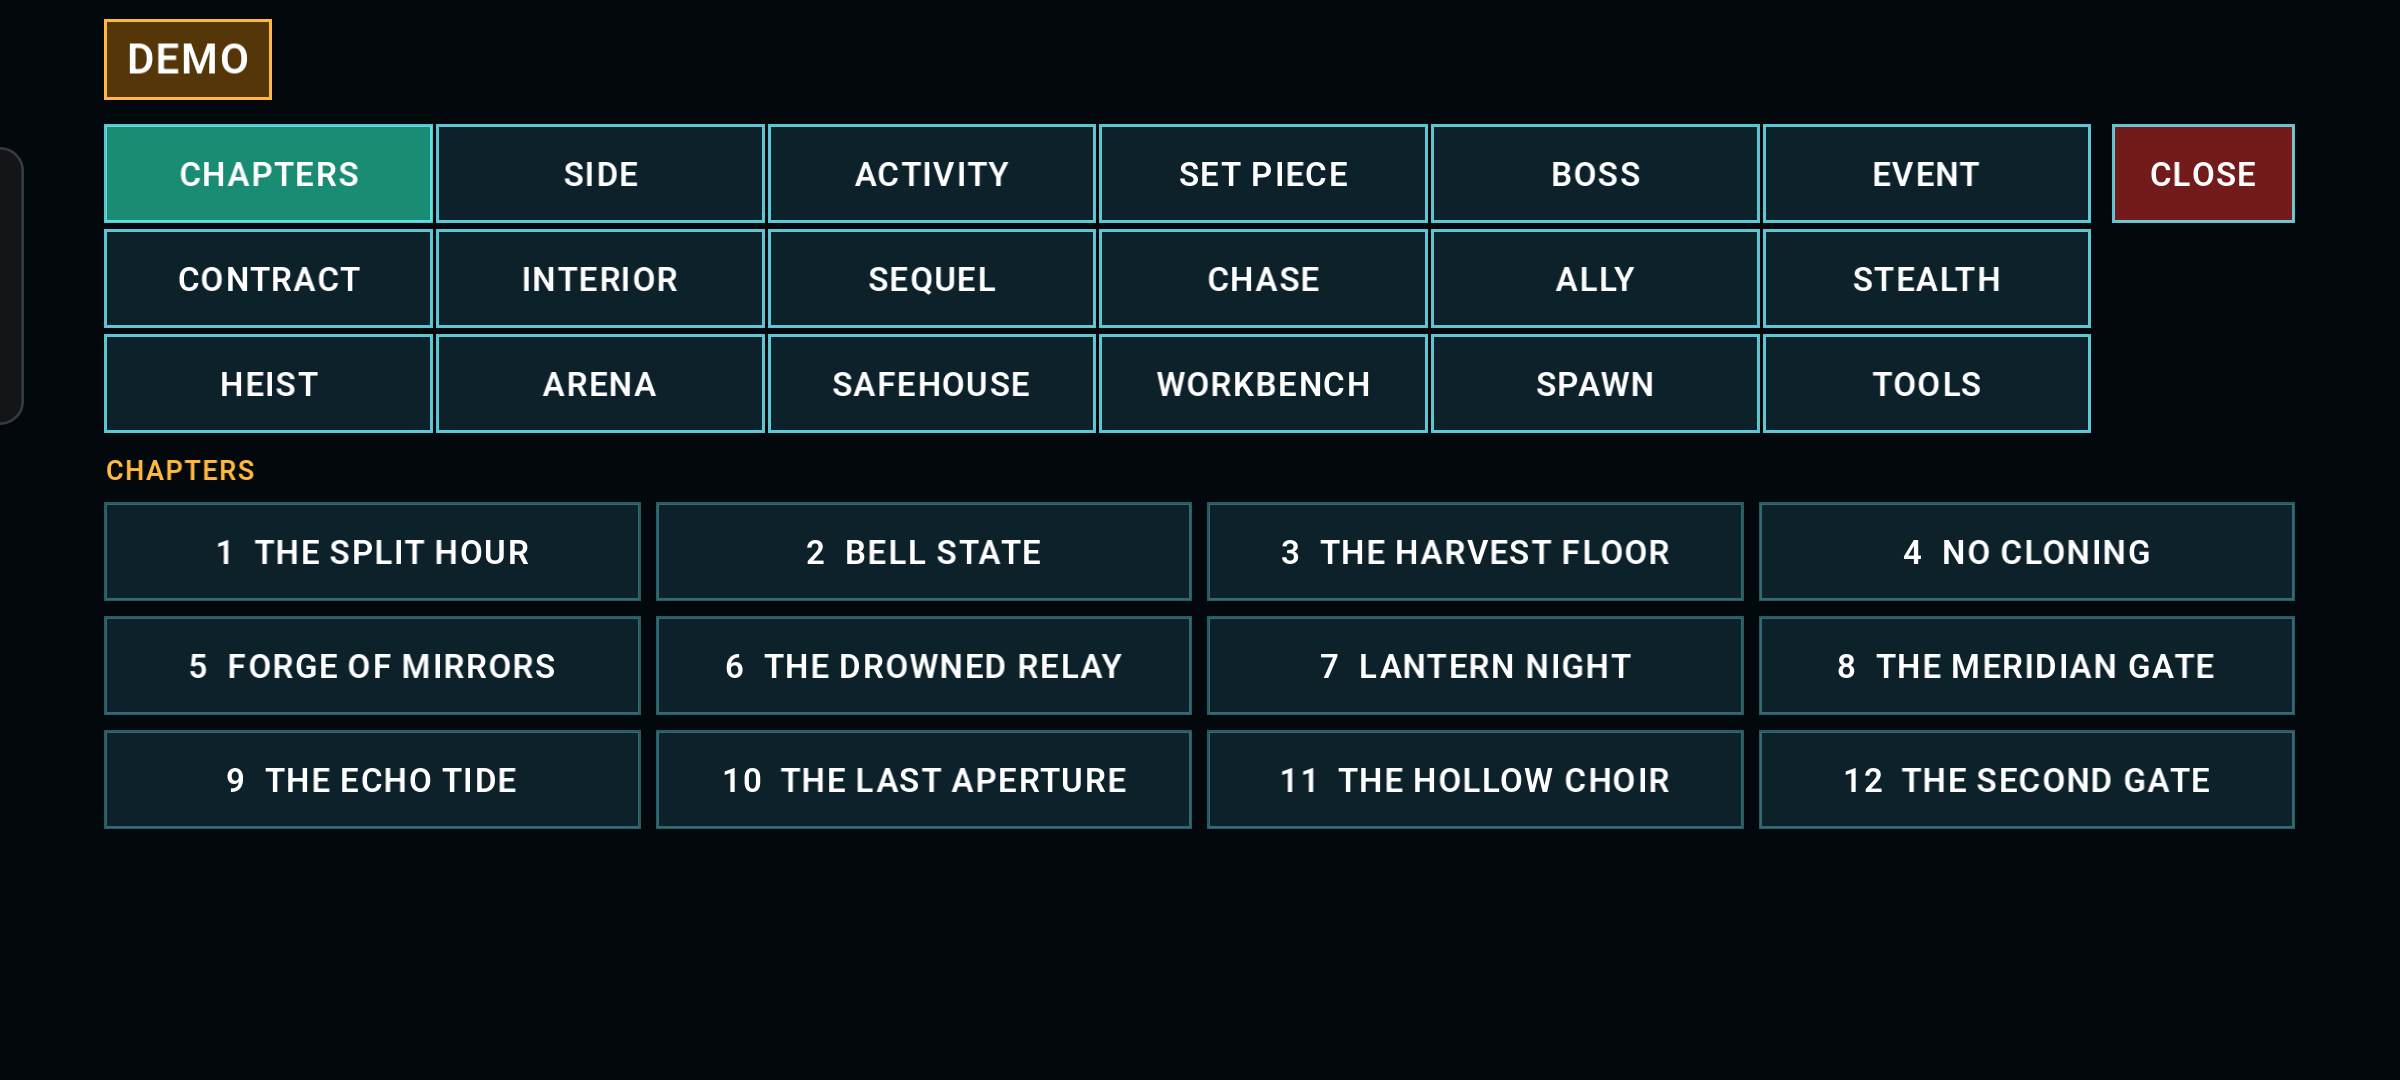 DEMO
CHAPTERS SIDE ACTIVITY SET PIECE BOSS EVENT CLOSE
CONTRACT INTERIOR SEQUEL CHASE ALLY STEALTH
HEIST ARENA SAFEHOUSE WORKBENCH SPAWN TOOLS
CHAPTERS
1 THE SPLIT HOUR 2 BELL STATE 3 THE HARVEST FLOOR 4 NO CLONING
5 FORGE OF MIRRORS 6 THE DROWNED RELAY 7 LANTERN NIGHT 8 THE MERIDIAN GATE
9 THE ECHO TIDE 10 THE LAST APERTURE 11 THE HOLLOW CHOIR 12 THE SECOND GATE